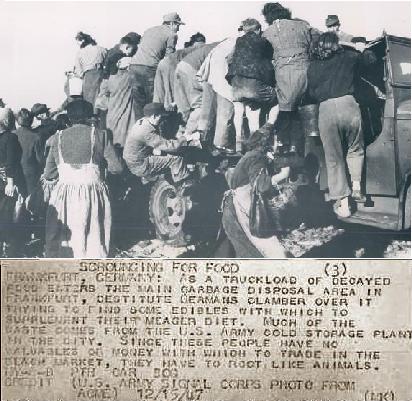 SCROUNGING FOR FOOD (3)
FRANKFURT, GERMANY: AS A TRUCKLOAD OF DECAYED
FOOD ENTERS THE MAIN GARBAGE DISPOSAL AREA IN
FRANKFURT, DESTITUTE GERMANS CLAMBER OVER IT
TRYING TO FIND SOME EDIBLES WITH WHICH TO
SUPPLEMENT THEIR MEAGER DIET. MUCH OF THE
WASTE COMES FROM THE U.S. ARMY COLD STORAGE PLANT
IN THE CITY. SINCE THESE PEOPLE HAVE NO
VALUABLES OR MONEY WITH WHICH TO TRADE IN THE
BLACK MARKET, THEY HAVE TO ROOT LIKE ANIMALS.
B PTR CAR BOS
CREDIT (U.S. ARMY SIGNAL CORPS PHOTO FROM
ACME) 12/15/47 (MK)